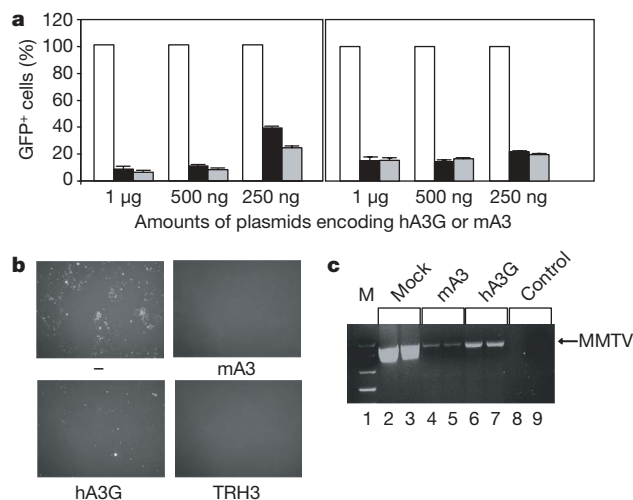 a
GFP+ cells (%)
120
100
80
60
40
20
0
1 µg 500 ng 250 ng 1 µg 500 ng 250 ng
Amounts of plasmids encoding hA3G or mA3
b
–
mA3
hA3G
TRH3
c
M Mock mA3 hA3G Control
←MMTV
1 2 3 4 5 6 7 8 9